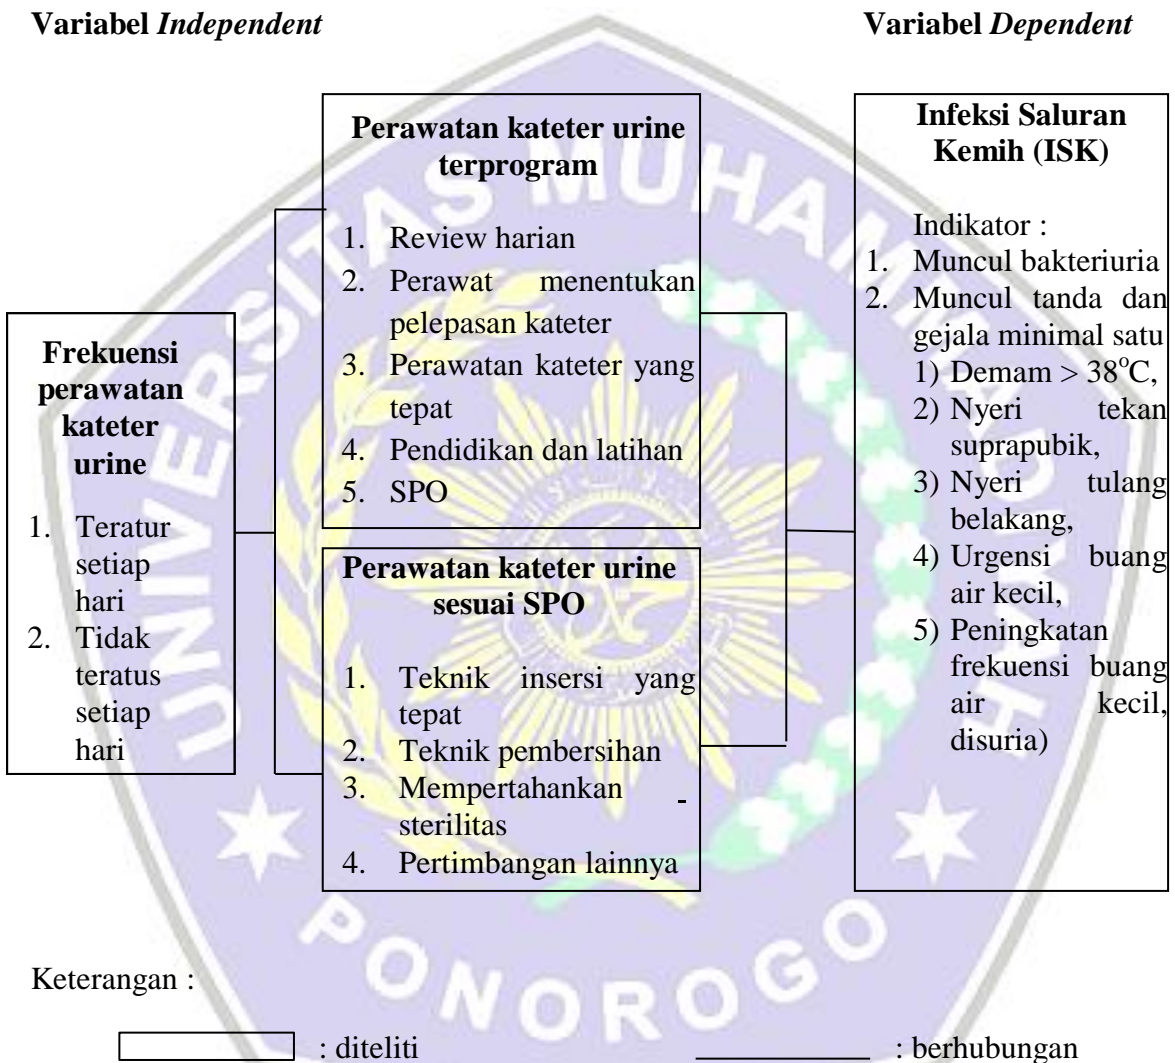 Variabel Independent
Variabel Dependent
Frekuensi
perawatan
kateter
urine
1. Teratur
setiap
hari
2. Tidak
teratus
setiap
hari
Perawatan kateter urine
terprogram
1. Review harian
2. Perawat menentukan
pelepasan kateter
3. Perawatan kateter yang
tepat
4. Pendidikan dan latihan
5. SPO
Perawatan kateter urine
sesuai SPO
1. Teknik insersi yang
tepat
2. Teknik pembersihan
3. Mempertahankan
sterilitas
4. Pertimbangan lainnya
Infeksi Saluran
Kemih (ISK)
Indikator :
1. Muncul bakteriuria
2. Muncul tanda dan
gejala minimal satu
1) Demam > 38°C,
2) Nyeri tekan
suprapubik,
3) Nyeri tulang
belakang,
4) Urgensi buang
air kecil,
5) Peningkatan
frekuensi buang
air kecil,
disuria)
Keterangan :
: diteliti
: berhubungan
UNIVERSITAS MUHAMMADIYAH
PONOROGO